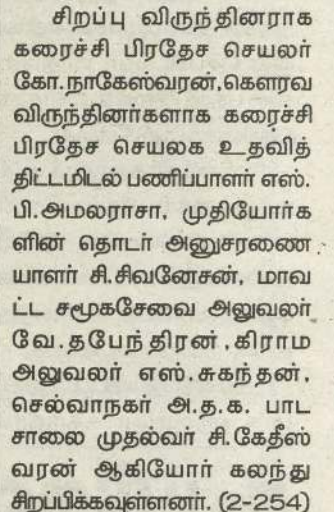 சிறப்பு விருந்தினராக
கரைச்சி பிரதேச செயலர்
கோ.நாகேஸ்வரன்,கௌரவ
விருந்தினர்களாக கரைச்சி
பிரதேச செயலக உதவித்
திட்டமிடல் பணிப்பாளர் எஸ்.
பி.அமலராசா, முதியோர்க
ளின் தொடர் அனுசரணை
யாளர் சி.சிவனேசன், மாவ
ட்ட சமூகசேவை அலுவலர்
வே.தபேந்திரன்,கிராம
அலுவலர் எஸ்.சுகந்தன்,
செல்வாநகர் அ.த.க. பாட
சாலை முதல்வர் சி.கேதீஸ்
வரன் ஆகியோர் கலந்து
சிறப்பிக்கவுள்ளனர். (2-254)